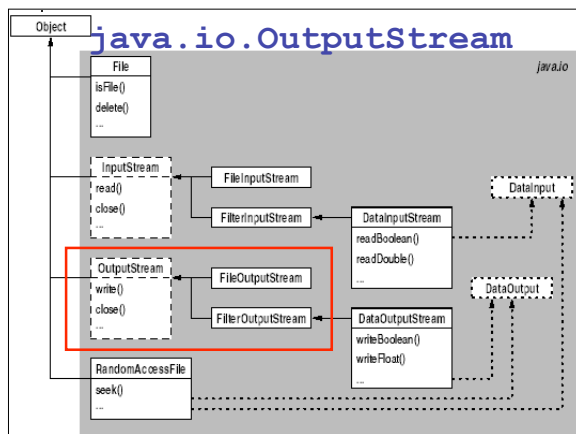 Object
java.io.OutputStream
java.io
File
isFile()
delete()
...
InputStream
read()
close()
...
FileInputStream
FilterInputStream
DataInputStream
readBoolean()
readDouble()
...
DataInput
OutputStream
write()
close()
...
FileOutputStream
FilterOutputStream
DataOutputStream
writeBoolean()
writeFloat()
...
DataOutput
RandomAccessFile
seek()
...